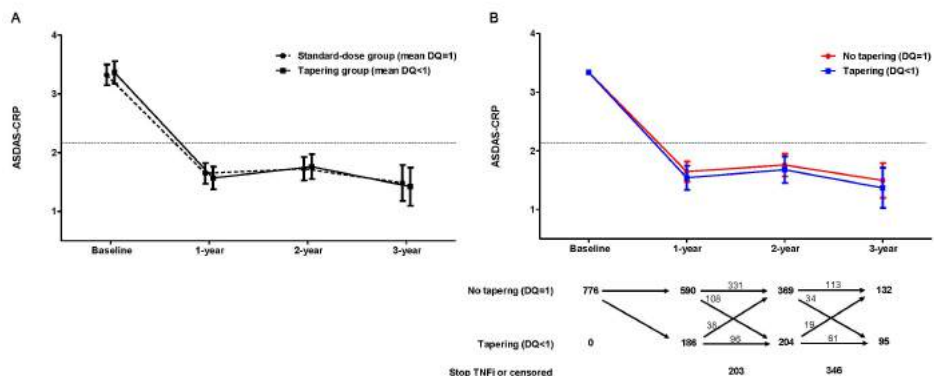 A
B
4
3
2
1
ASDAS-CRP
Standard-dose group (mean DQ=1)
Tapering group (mean DQ<1)
Baseline 1-year 2-year 3-year
4
3
2
1
ASDAS-CRP
No tapering (DQ=1)
Tapering (DQ<1)
Baseline 1-year 2-year 3-year
No taperng (DQ=1) 776 590 331 369 113 132
108 34
38 19
Tapering (DQ<1) 0 186 96 204 61 95
Stop TNFi or censored 203 346